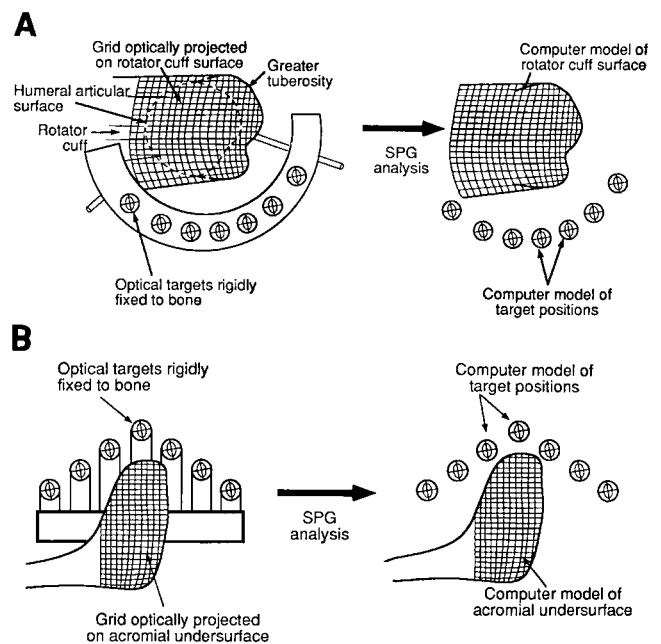 A
Grid optically projected
on rotator cuff surface
Greater
tuberosity
Humeral articular
surface
Rotator
cuff
Optical targets rigidly
fixed to bone
SPG
analysis
Computer model of
rotator cuff surface
Computer model of
target positions
B
Optical targets rigidly
fixed to bone
Grid optically projected
on acromial undersurface
SPG
analysis
Computer model of
target positions
Computer model of
acromial undersurface